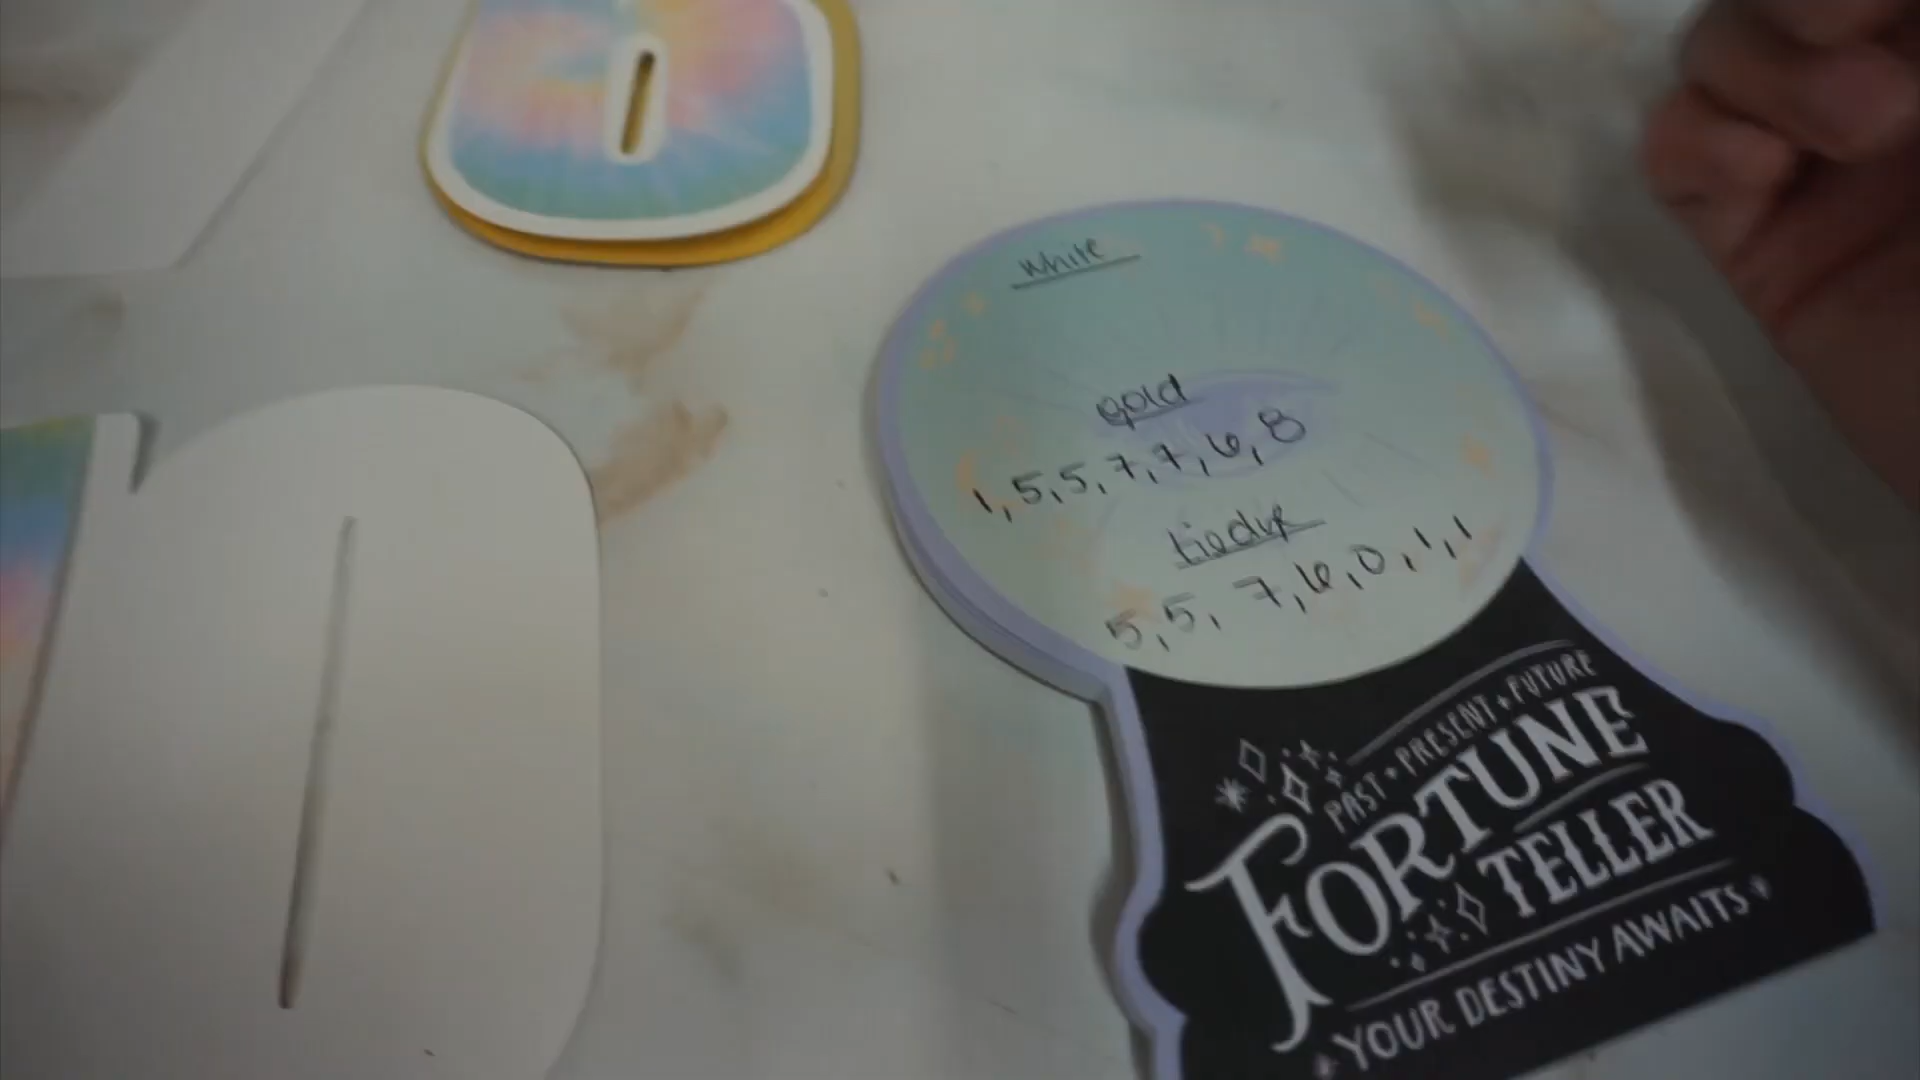 white
gold
1, 5, 5, 7, 7, 6, 8
tiedye
5, 5, 7, 6, 0, 1, 1
PAST • PRESENT • FUTURE
FORTUNE
TELLER
YOUR DESTINY AWAITS